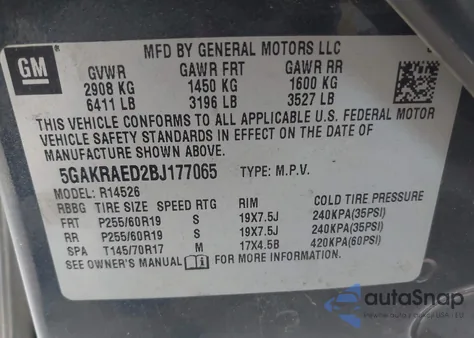 GM
MFD BY GENERAL MOTORS LLC
GVWR GAWR FRT GAWR RR
2908 KG 1450 KG 1600 KG
6411 LB 3196 LB 3527 LB
THIS VEHICLE CONFORMS TO ALL APPLICABLE U.S. FEDERAL MOTOR
VEHICLE SAFETY STANDARDS IN EFFECT ON THE DATE OF
MANUFACTURE SHOWN ABOVE.
5GAKRAED2BJ177065 TYPE: M.P.V.
MODEL: R14526
RBBG TIRE SIZE SPEED RTG RIM COLD TIRE PRESSURE
FRT P255/60R19 S 19X7.5J 240KPA(35PSI)
RR P255/60R19 S 19X7.5J 240KPA(35PSI)
SPA T145/70R17 M 17X4.5B 420KPA(60PSI)
SEE OWNER'S MANUAL FOR MORE INFORMATION.
autoSnap